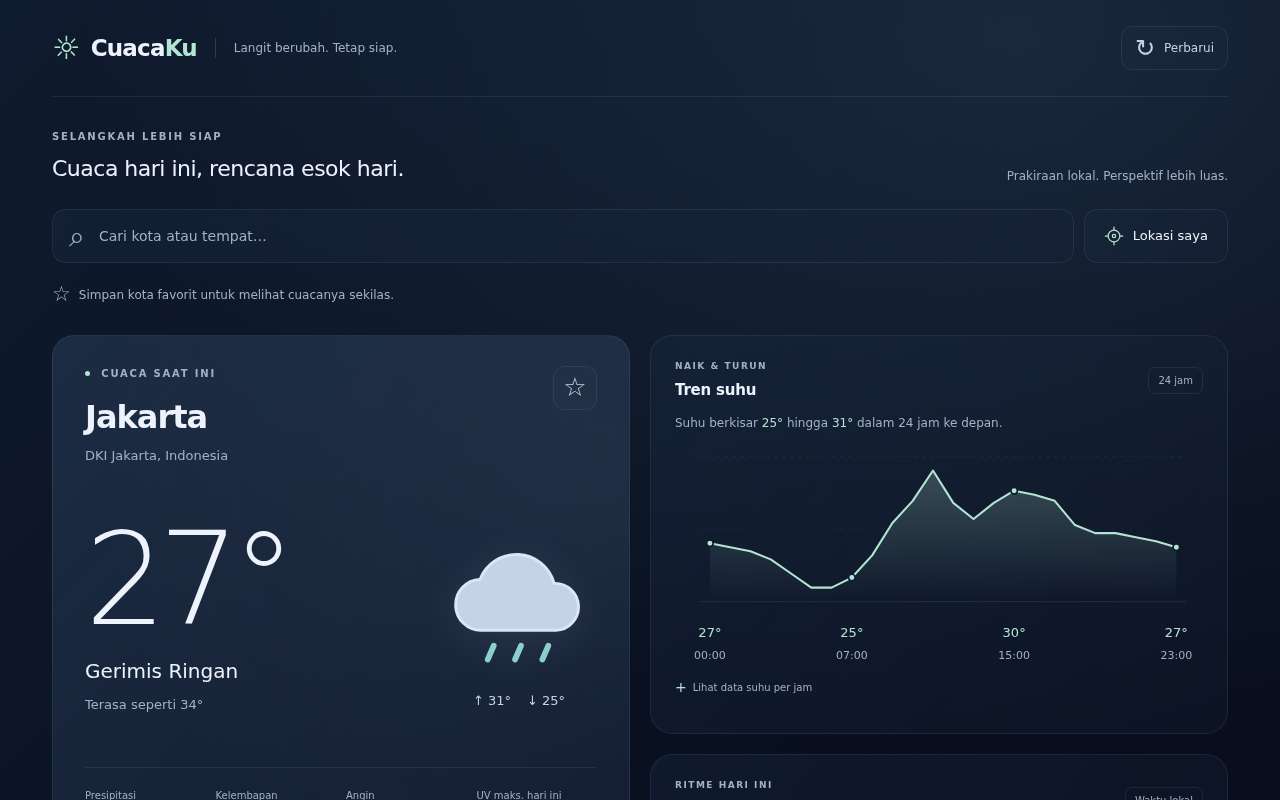 CuacaKu
Langit berubah. Tetap siap.
Perbarui
SELANGKAH LEBIH SIAP
Cuaca hari ini, rencana esok hari.
Prakiraan lokal. Perspektif lebih luas.
Cari kota atau tempat…
Lokasi saya
Simpan kota favorit untuk melihat cuacanya sekilas.
CUACA SAAT INI
Jakarta
DKI Jakarta, Indonesia
27°
Gerimis Ringan
Terasa seperti 34°
↑ 31° ↓ 25°
Presipitasi Kelembapan Angin UV maks. hari ini
NAIK & TURUN
Tren suhu
24 jam
Suhu berkisar 25° hingga 31° dalam 24 jam ke depan.
27° 25° 30° 27°
00:00 07:00 15:00 23:00
+ Lihat data suhu per jam
RITME HARI INI
Waktu lokal